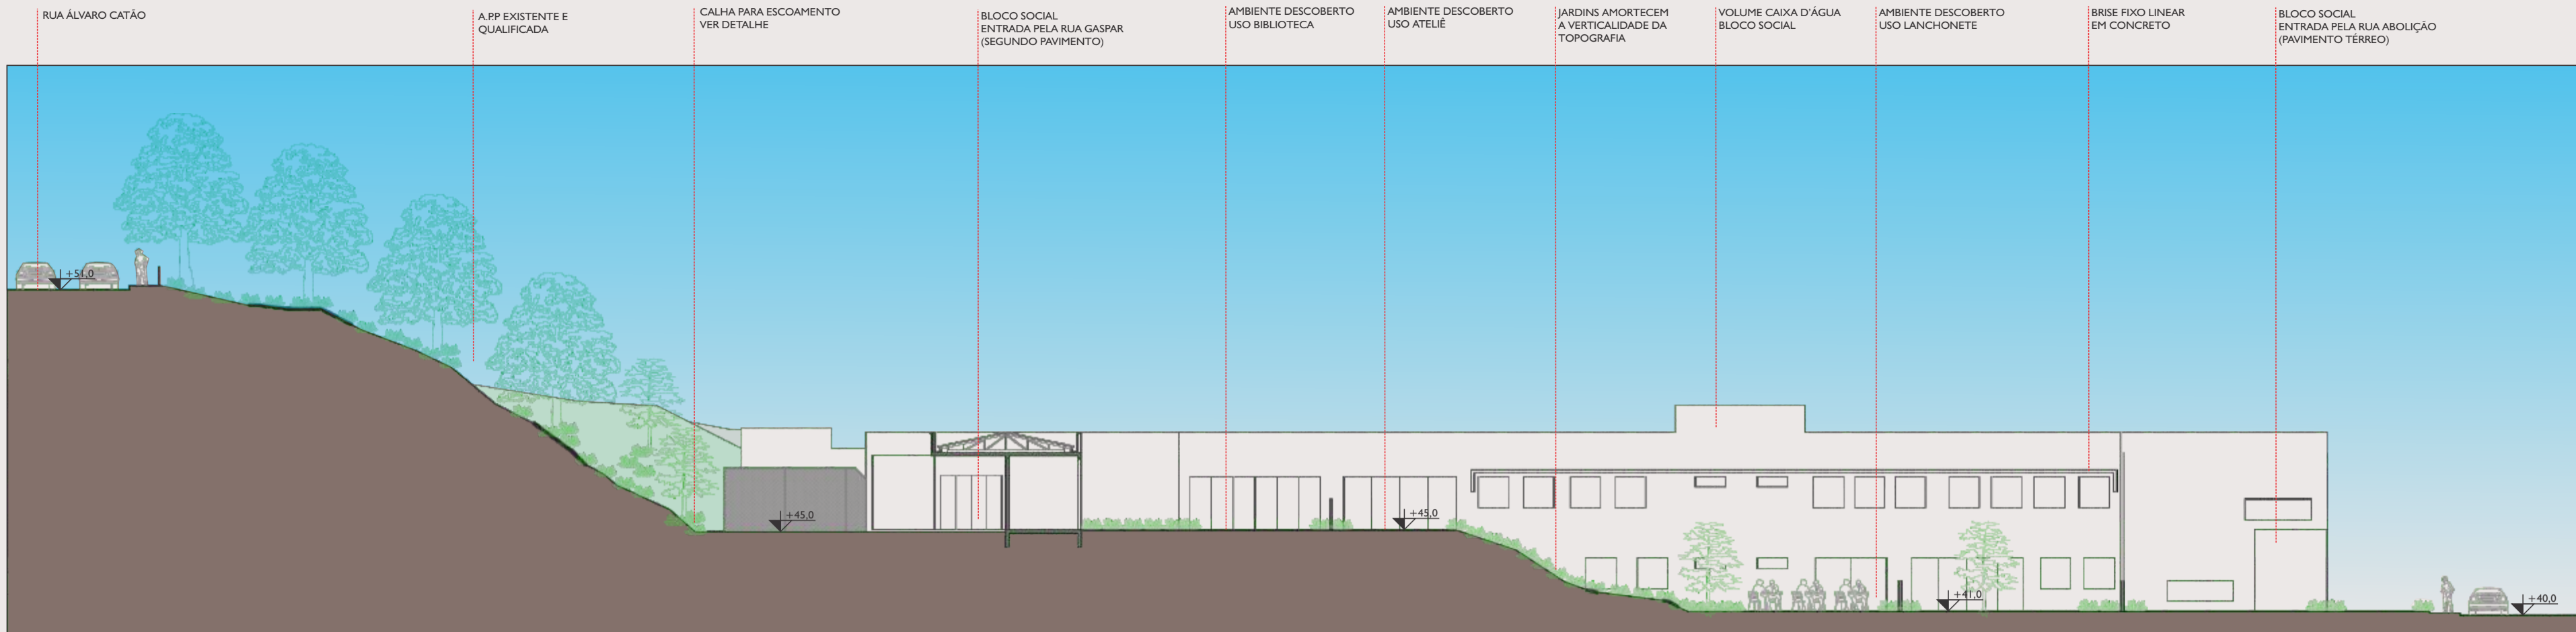 RUA ÁLVARO CATÃO
A.P.P EXISTENTE E
QUALIFICADA
CALHA PARA ESCOAMENTO
VER DETALHE
BLOCO SOCIAL
ENTRADA PELA RUA GASPAR
(SEGUNDO PAVIMENTO)
AMBIENTE DESCOBERTO
USO BIBLIOTECA
AMBIENTE DESCOBERTO
USO ATELIÊ
JARDINS AMORTECEM
A VERTICALIDADE DA
TOPOGRAFIA
VOLUME CAIXA D'ÁGUA
BLOCO SOCIAL
AMBIENTE DESCOBERTO
USO LANCHONETE
BRISE FIXO LINEAR
EM CONCRETO
BLOCO SOCIAL
ENTRADA PELA RUA ABOLIÇÃO
(PAVIMENTO TÉRREO)
+51,0
+45,0
+45,0
+41,0
+40,0